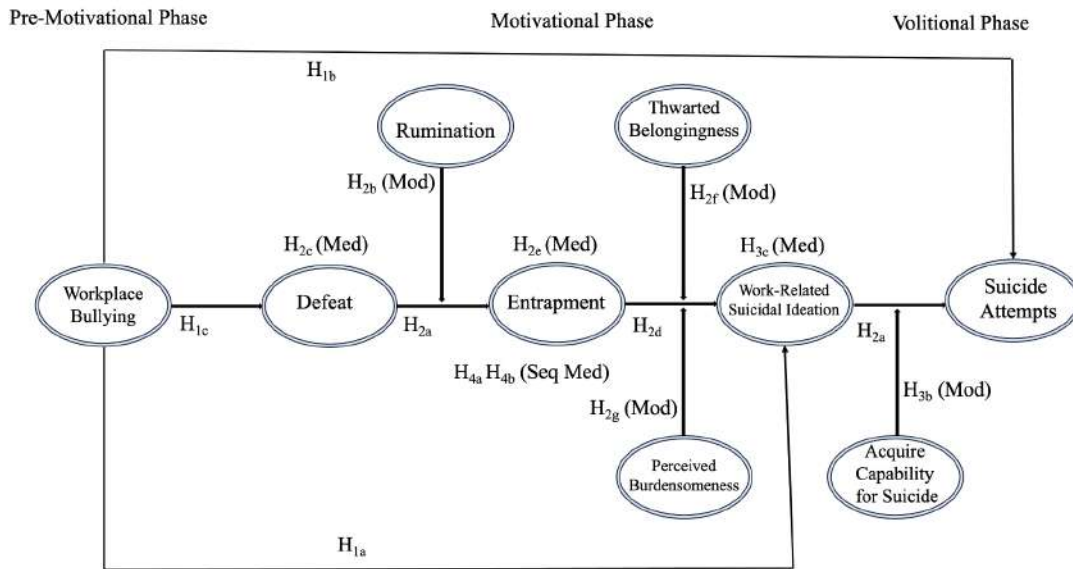 Pre-Motivational Phase
Motivational Phase
Volitional Phase
H1b
Rumination
Thwarted
Belongingness
H2b (Mod)
H2f (Mod)
H2c (Med)
H2e (Med)
H3c (Med)
Workplace
Bullying
H1c
Defeat
H2a
Entrapment
H2d
Work-Related
Suicidal Ideation
H2a
Suicide
Attempts
H4a H4b (Seq Med)
H2g (Mod)
H3b (Mod)
Perceived
Burdensomeness
Acquire
Capability
for Suicide
H1a